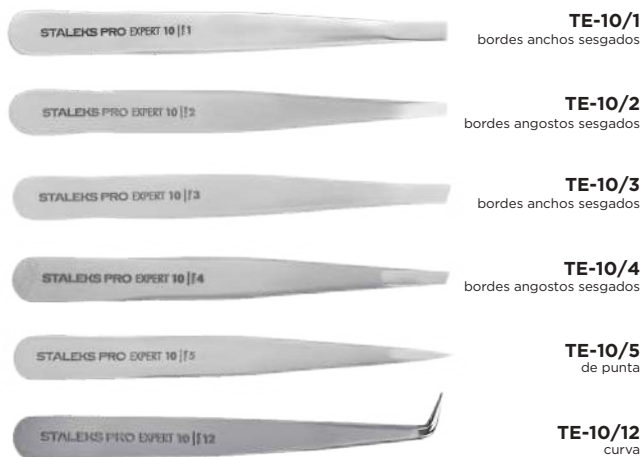 STALEKS PRO EXPERT 10 | 1
TE-10/1
bordes anchos sesgados
STALEKS PRO EXPERT 10 | 2
TE-10/2
bordes angostos sesgados
STALEKS PRO EXPERT 10 | 3
TE-10/3
bordes anchos sesgados
STALEKS PRO EXPERT 10 | 4
TE-10/4
bordes angostos sesgados
STALEKS PRO EXPERT 10 | 5
TE-10/5
de punta
STALEKS PRO EXPERT 10 | 12
TE-10/12
curva